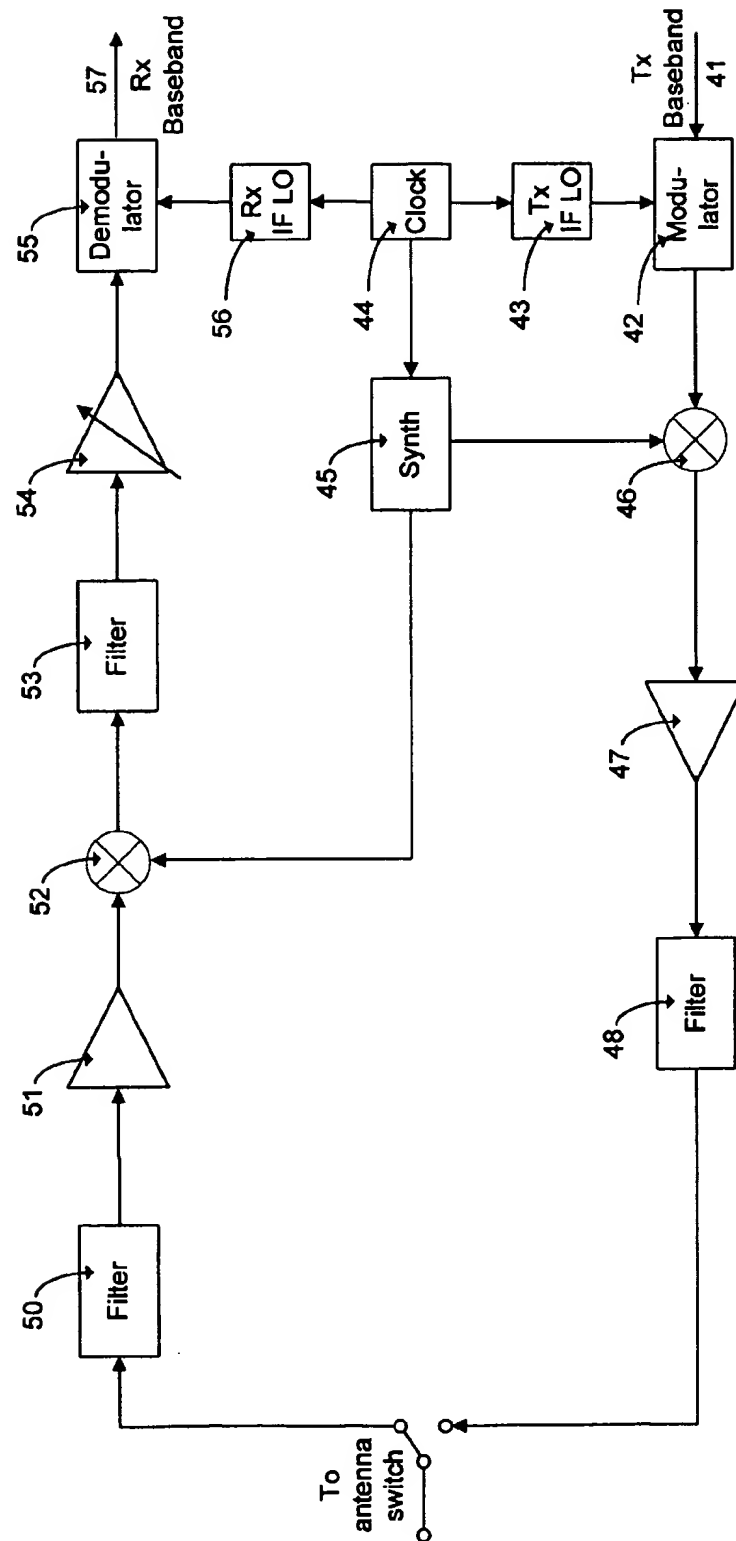 To
antenna
switch
50
Filter
51
52
53
Filter
54
55
Demodu-
lator
57
Rx
Baseband
56
Rx
IF LO
44
Clock
43
Tx
IF LO
45
Synth
Tx
Baseband
41
42
Modu-
lator
46
47
48
Filter